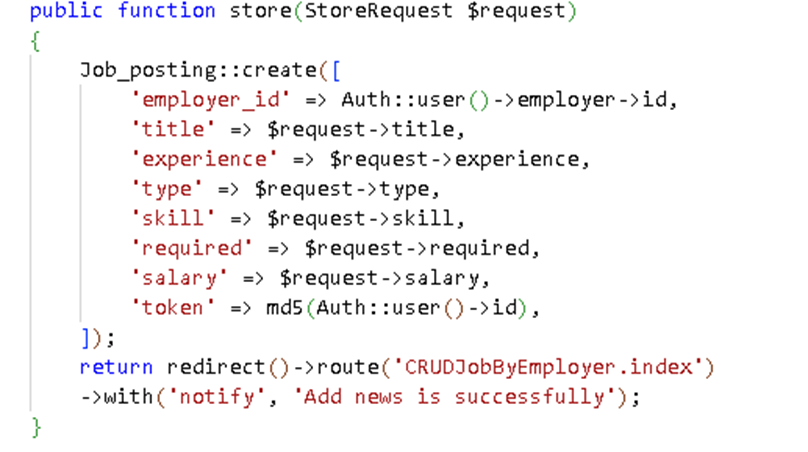 public function store(StoreRequest $request)
{
Job_posting::create([
'employer_id' => Auth::user()->employer->id,
'title' => $request->title,
'experience' => $request->experience,
'type' => $request->type,
'skill' => $request->skill,
'required' => $request->required,
'salary' => $request->salary,
'token' => md5(Auth::user()->id),
]);
return redirect()->route('CRUDJobByEmployer.index')
->with('notify', 'Add news is successfully');
}